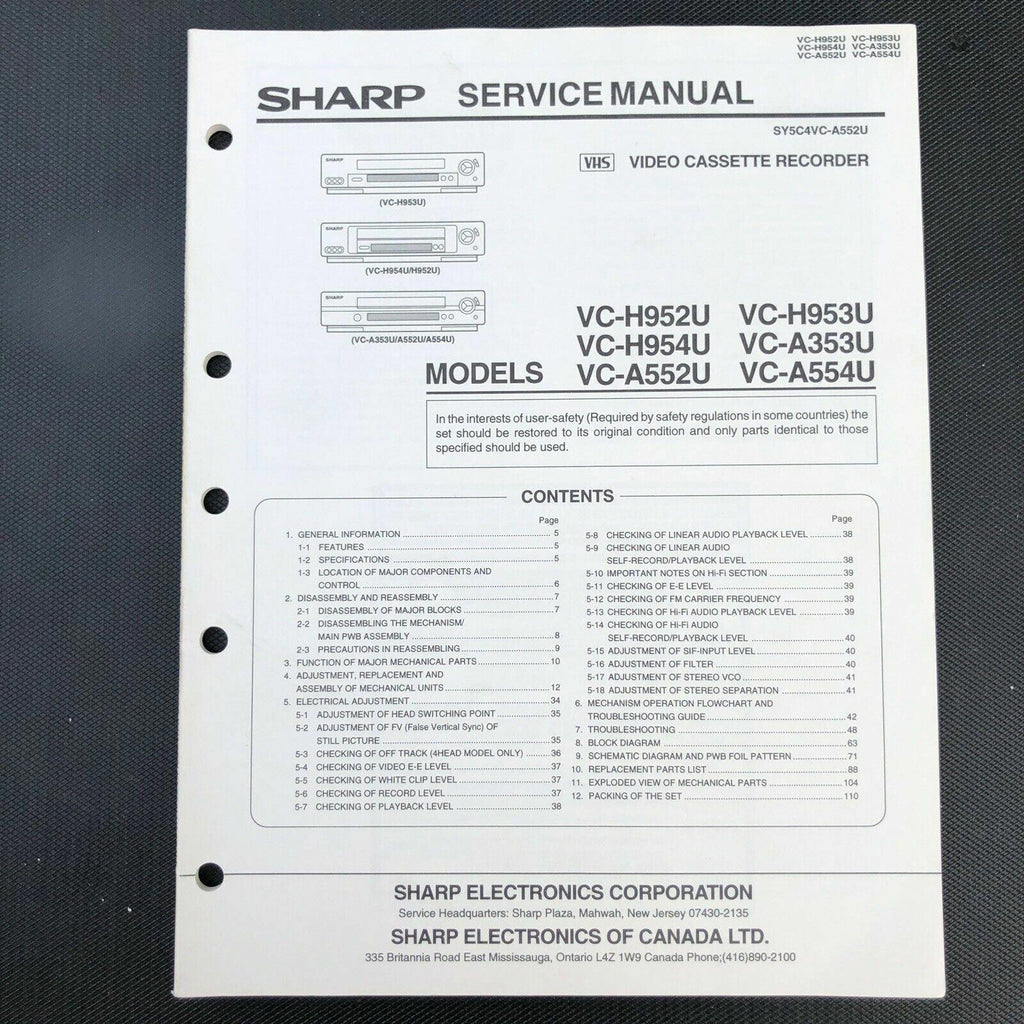 VC-H952U VC-H953U
VC-H954U VC-A353U
VC-A552U VC-A554U
SHARP SERVICE MANUAL
SY5C4VC-A552U
VHS VIDEO CASSETTE RECORDER
SHARP
(VC-H953U)
SHARP
(VC-H954U/H952U)
SHARP
(VC-A353U/A552U/A554U)
VC-H952U VC-H953U
VC-H954U VC-A353U
MODELS VC-A552U VC-A554U
In the interests of user-safety (Required by safety regulations in some countries) the
set should be restored to its original condition and only parts identical to those
specified should be used.
CONTENTS
Page
1. GENERAL INFORMATION ... 5
1-1 FEATURES ... 5
1-2 SPECIFICATIONS ... 5
1-3 LOCATION OF MAJOR COMPONENTS AND
CONTROL ... 6
2. DISASSEMBLY AND REASSEMBLY ... 7
2-1 DISASSEMBLY OF MAJOR BLOCKS ... 7
2-2 DISASSEMBLING THE MECHANISM/
MAIN PWB ASSEMBLY ... 8
2-3 PRECAUTIONS IN REASSEMBLING ... 9
3. FUNCTION OF MAJOR MECHANICAL PARTS ... 10
4. ADJUSTMENT, REPLACEMENT AND
ASSEMBLY OF MECHANICAL UNITS ... 12
5. ELECTRICAL ADJUSTMENT ... 34
5-1 ADJUSTMENT OF HEAD SWITCHING POINT ... 35
5-2 ADJUSTMENT OF FV (False Vertical Sync) OF
STILL PICTURE ... 35
5-3 CHECKING OF OFF TRACK (4HEAD MODEL ONLY) ... 36
5-4 CHECKING OF VIDEO E-E LEVEL ... 37
5-5 CHECKING OF WHITE CLIP LEVEL ... 37
5-6 CHECKING OF RECORD LEVEL ... 37
5-7 CHECKING OF PLAYBACK LEVEL ... 38
Page
5-8 CHECKING OF LINEAR AUDIO PLAYBACK LEVEL ... 38
5-9 CHECKING OF LINEAR AUDIO
SELF-RECORD/PLAYBACK LEVEL ... 38
5-10 IMPORTANT NOTES ON Hi-Fi SECTION ... 39
5-11 CHECKING OF E-E LEVEL ... 39
5-12 CHECKING OF FM CARRIER FREQUENCY ... 39
5-13 CHECKING OF Hi-Fi AUDIO PLAYBACK LEVEL ... 39
5-14 CHECKING OF Hi-Fi AUDIO
SELF-RECORD/PLAYBACK LEVEL ... 40
5-15 ADJUSTMENT OF SIF-INPUT LEVEL ... 40
5-16 ADJUSTMENT OF FILTER ... 40
5-17 ADJUSTMENT OF STEREO VCO ... 41
5-18 ADJUSTMENT OF STEREO SEPARATION ... 41
6. MECHANISM OPERATION FLOWCHART AND
TROUBLESHOOTING GUIDE ... 42
7. TROUBLESHOOTING ... 48
8. BLOCK DIAGRAM ... 63
9. SCHEMATIC DIAGRAM AND PWB FOIL PATTERN ... 71
10. REPLACEMENT PARTS LIST ... 88
11. EXPLODED VIEW OF MECHANICAL PARTS ... 104
12. PACKING OF THE SET ... 110
SHARP ELECTRONICS CORPORATION
Service Headquarters: Sharp Plaza, Mahwah, New Jersey 07430-2135
SHARP ELECTRONICS OF CANADA LTD.
335 Britannia Road East Mississauga, Ontario L4Z 1W9 Canada Phone;(416)890-2100